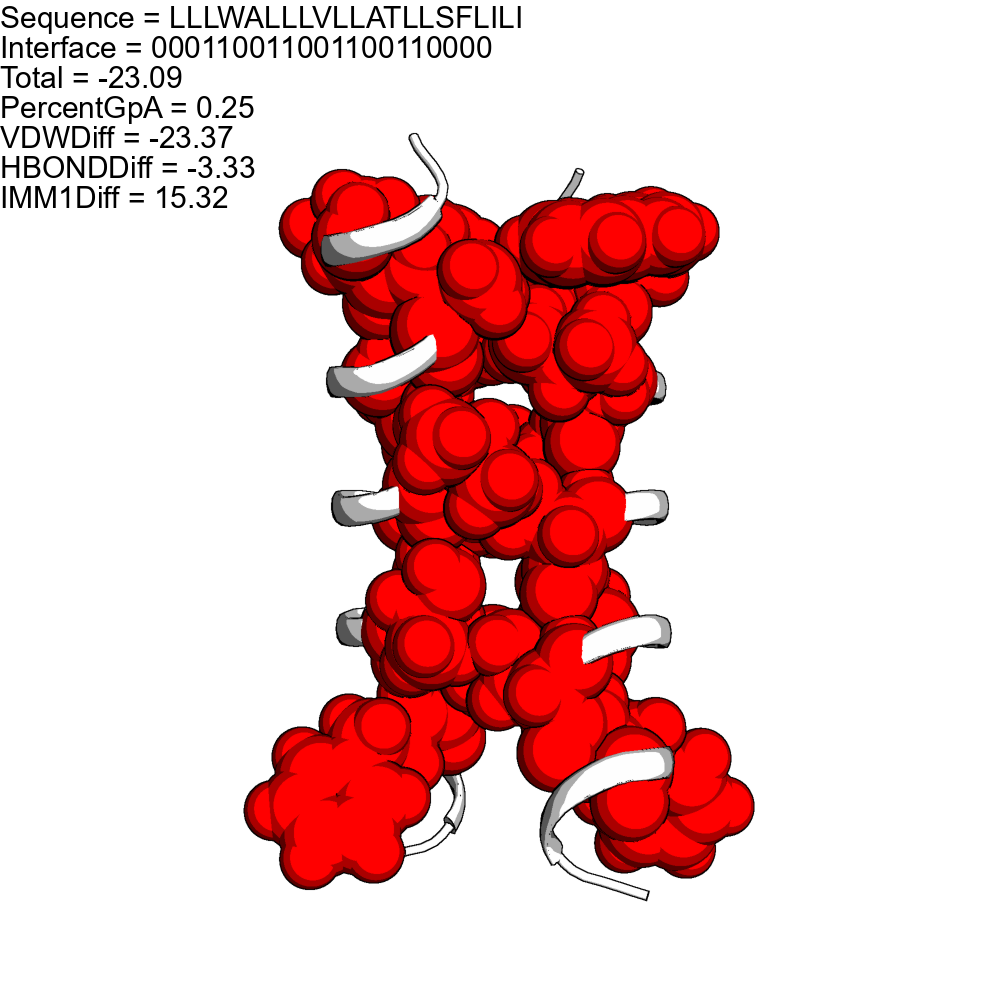 Sequence = LLLWALLLVLLATLLSFLILI
Interface = 000110011001100110000
Total = -23.09
PercentGpA = 0.25
VDWDiff = -23.37
HBONDDiff = -3.33
IMM1Diff = 15.32